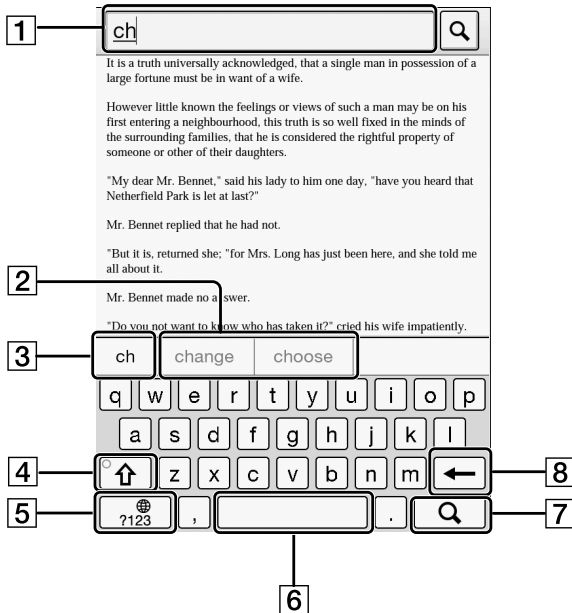 1
ch
It is a truth universally acknowledged, that a single man in possession of a
large fortune must be in want of a wife.
However little known the feelings or views of such a man may be on his
first entering a neighbourhood, this truth is so well fixed in the minds of
the surrounding families, that he is considered the rightful property of
someone or other of their daughters.
"My dear Mr. Bennet," said his lady to him one day, "have you heard that
Netherfield Park is let at last?"
Mr. Bennet replied that he had not.
"But it is, returned she; "for Mrs. Long has just been here, and she told me
all about it.
2
Mr. Bennet made no answer.
"Do you not want to know who has taken it?" cried his wife impatiently.
3
ch change choose
q w e r t y u i o p
a s d f g h j k l
4
z x c v b n m
8
5
?123 , .
7
6